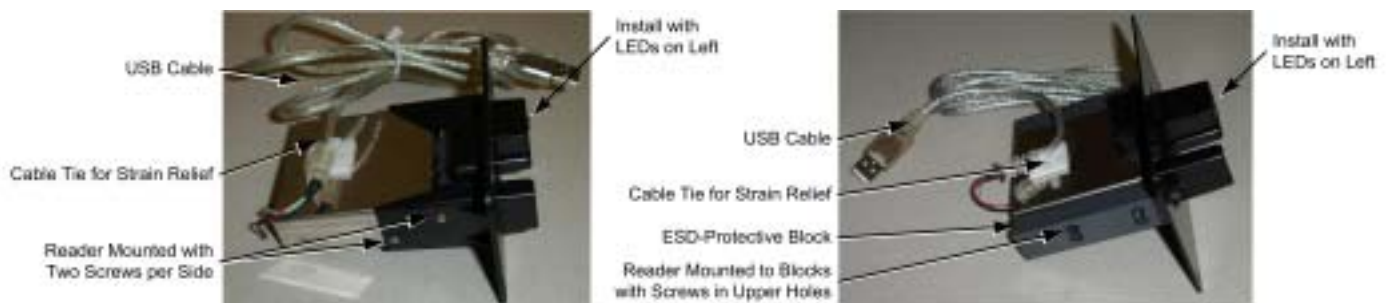 Install with
LEDs on Left
USB Cable
Cable Tie for Strain Relief
Reader Mounted with
Two Screws per Side
Install with
LEDs on Left
USB Cable
Cable Tie for Strain Relief
ESD-Protective Block
Reader Mounted to Blocks
with Screws in Upper Holes